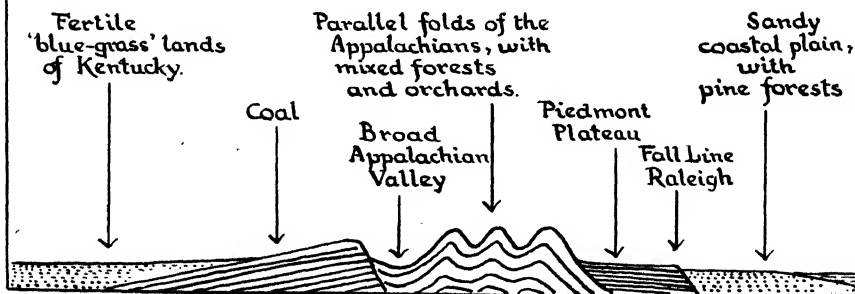 Fertile
'blue-grass' lands
of Kentucky.
Coal
Broad
Appalachian
Valley
Parallel folds of the
Appalachians, with
mixed forests
and orchards.
Piedmont
Plateau
Fall Line
Raleigh
Sandy
coastal plain,
with
pine forests